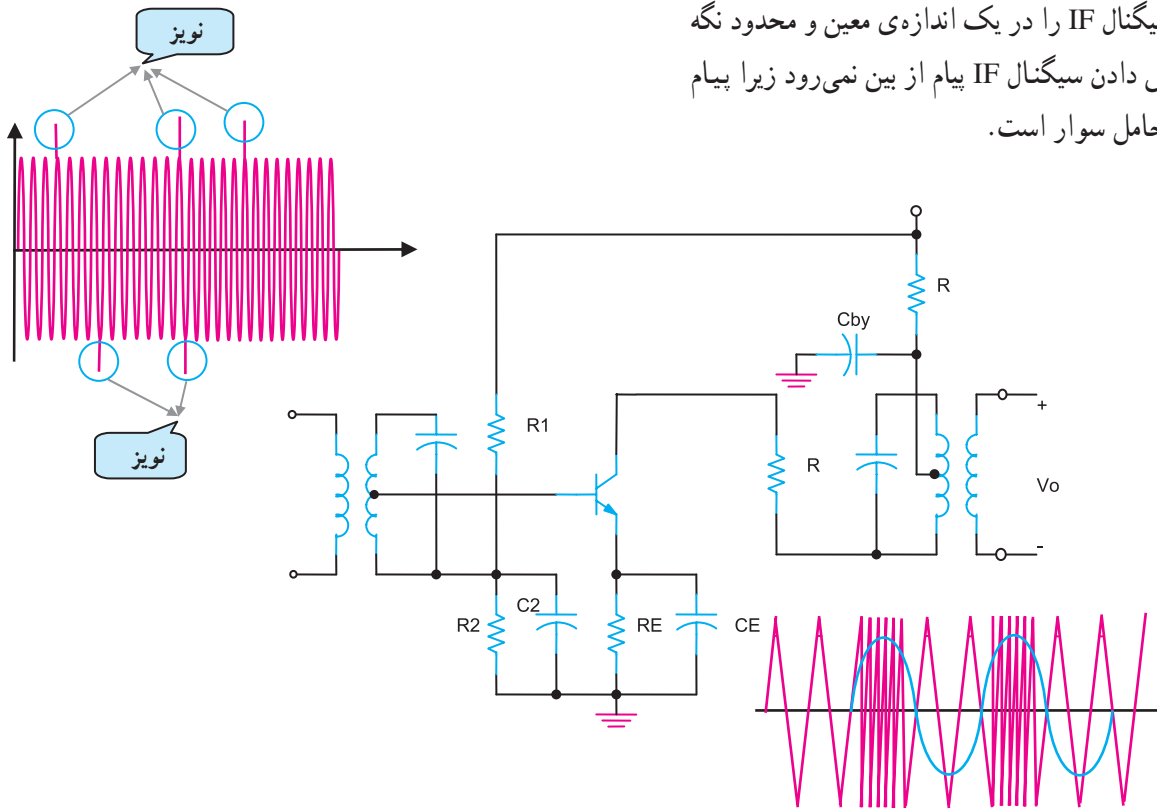 سیگنال IF را در یک اندازه‌ی معین و محدود نگه
دادن سیگنال IF پیام از بین نمی‌رود زیرا پیام
سوار است.
نویز
نویز
R
Cby
R1
R
+
Vo
-
R2
C2
RE
CE